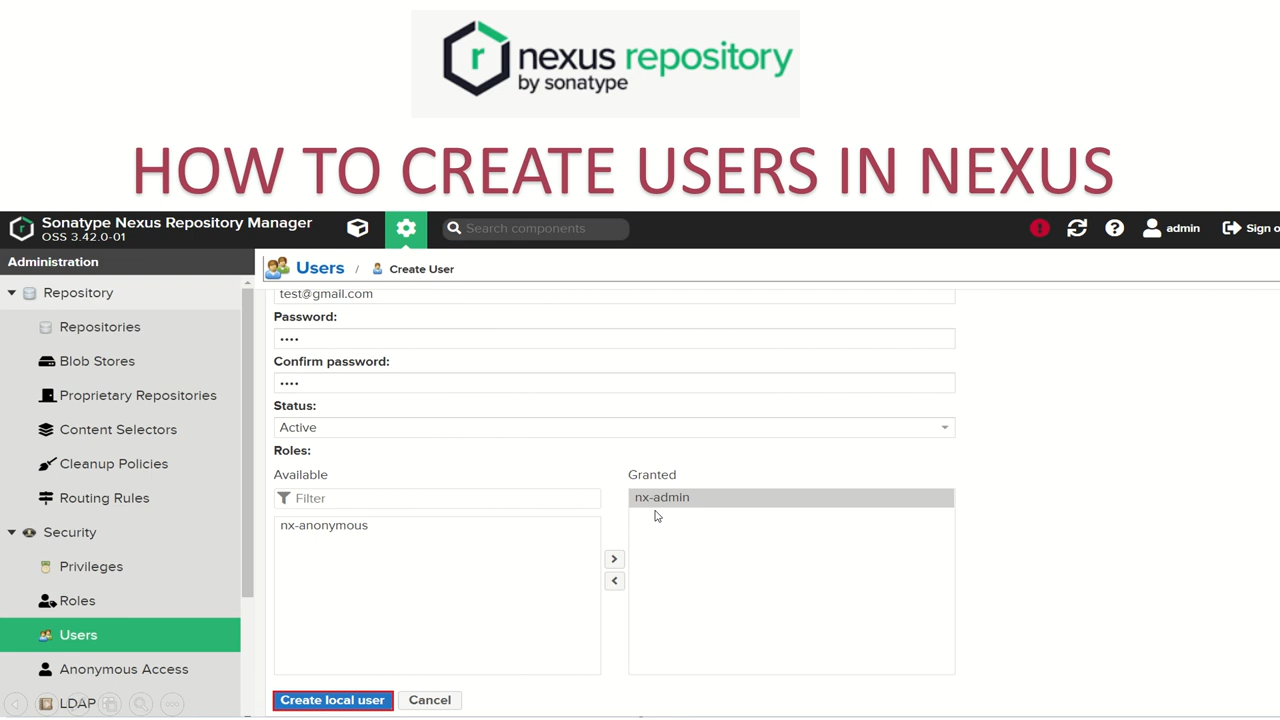 r nexus repository
by sonatype
HOW TO CREATE USERS IN NEXUS
Sonatype Nexus Repository Manager
OSS 3.42.0-01
Search components
!
?
admin
Sign o
Administration
Users / Create User
Repository
Repositories
Blob Stores
Proprietary Repositories
Content Selectors
Cleanup Policies
Routing Rules
Security
Privileges
Roles
Users
Anonymous Access
LDAP
test@gmail.com
Password:
••••
Confirm password:
••••
Status:
Active
Roles:
Available
Granted
Filter
nx-admin
nx-anonymous
>
<
Create local user
Cancel